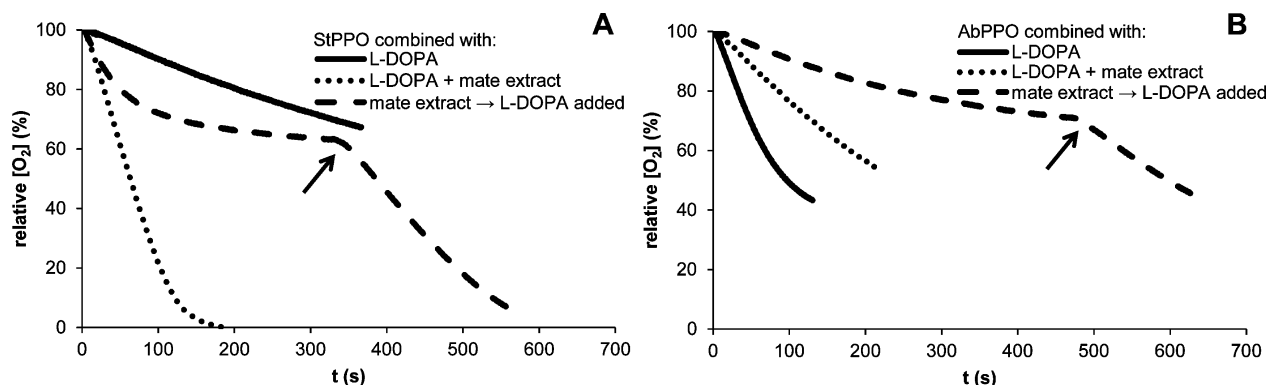 A
StPPO combined with:
L-DOPA
L-DOPA + mate extract
mate extract → L-DOPA added
relative [O₂] (%)
100
80
60
40
20
0
0 100 200 300 400 500 600 700
t (s)
B
AbPPO combined with:
L-DOPA
L-DOPA + mate extract
mate extract → L-DOPA added
relative [O₂] (%)
100
80
60
40
20
0
0 100 200 300 400 500 600 700
t (s)